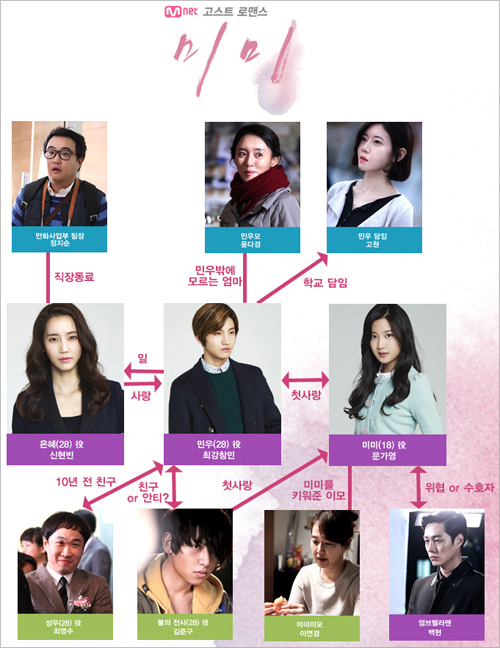 Mnet 고스트 로맨스
미미
만화사업부 팀장
정지순
민우모
윤다경
민우 담임
고원
직장동료
민우밖에
모르는 엄마
학교 담임
일
사랑
첫사랑
은혜(28) 役
신현빈
민우(28) 役
최강창민
미미(18) 役
문가영
10년 전 친구
친구
or 안티?
첫사랑
미미를
키워준 이모
위협 or 수호자
성우(28) 役
최영수
물의 전사(28) 役
김준구
미미이모
이연경
엄브렐라맨
백현